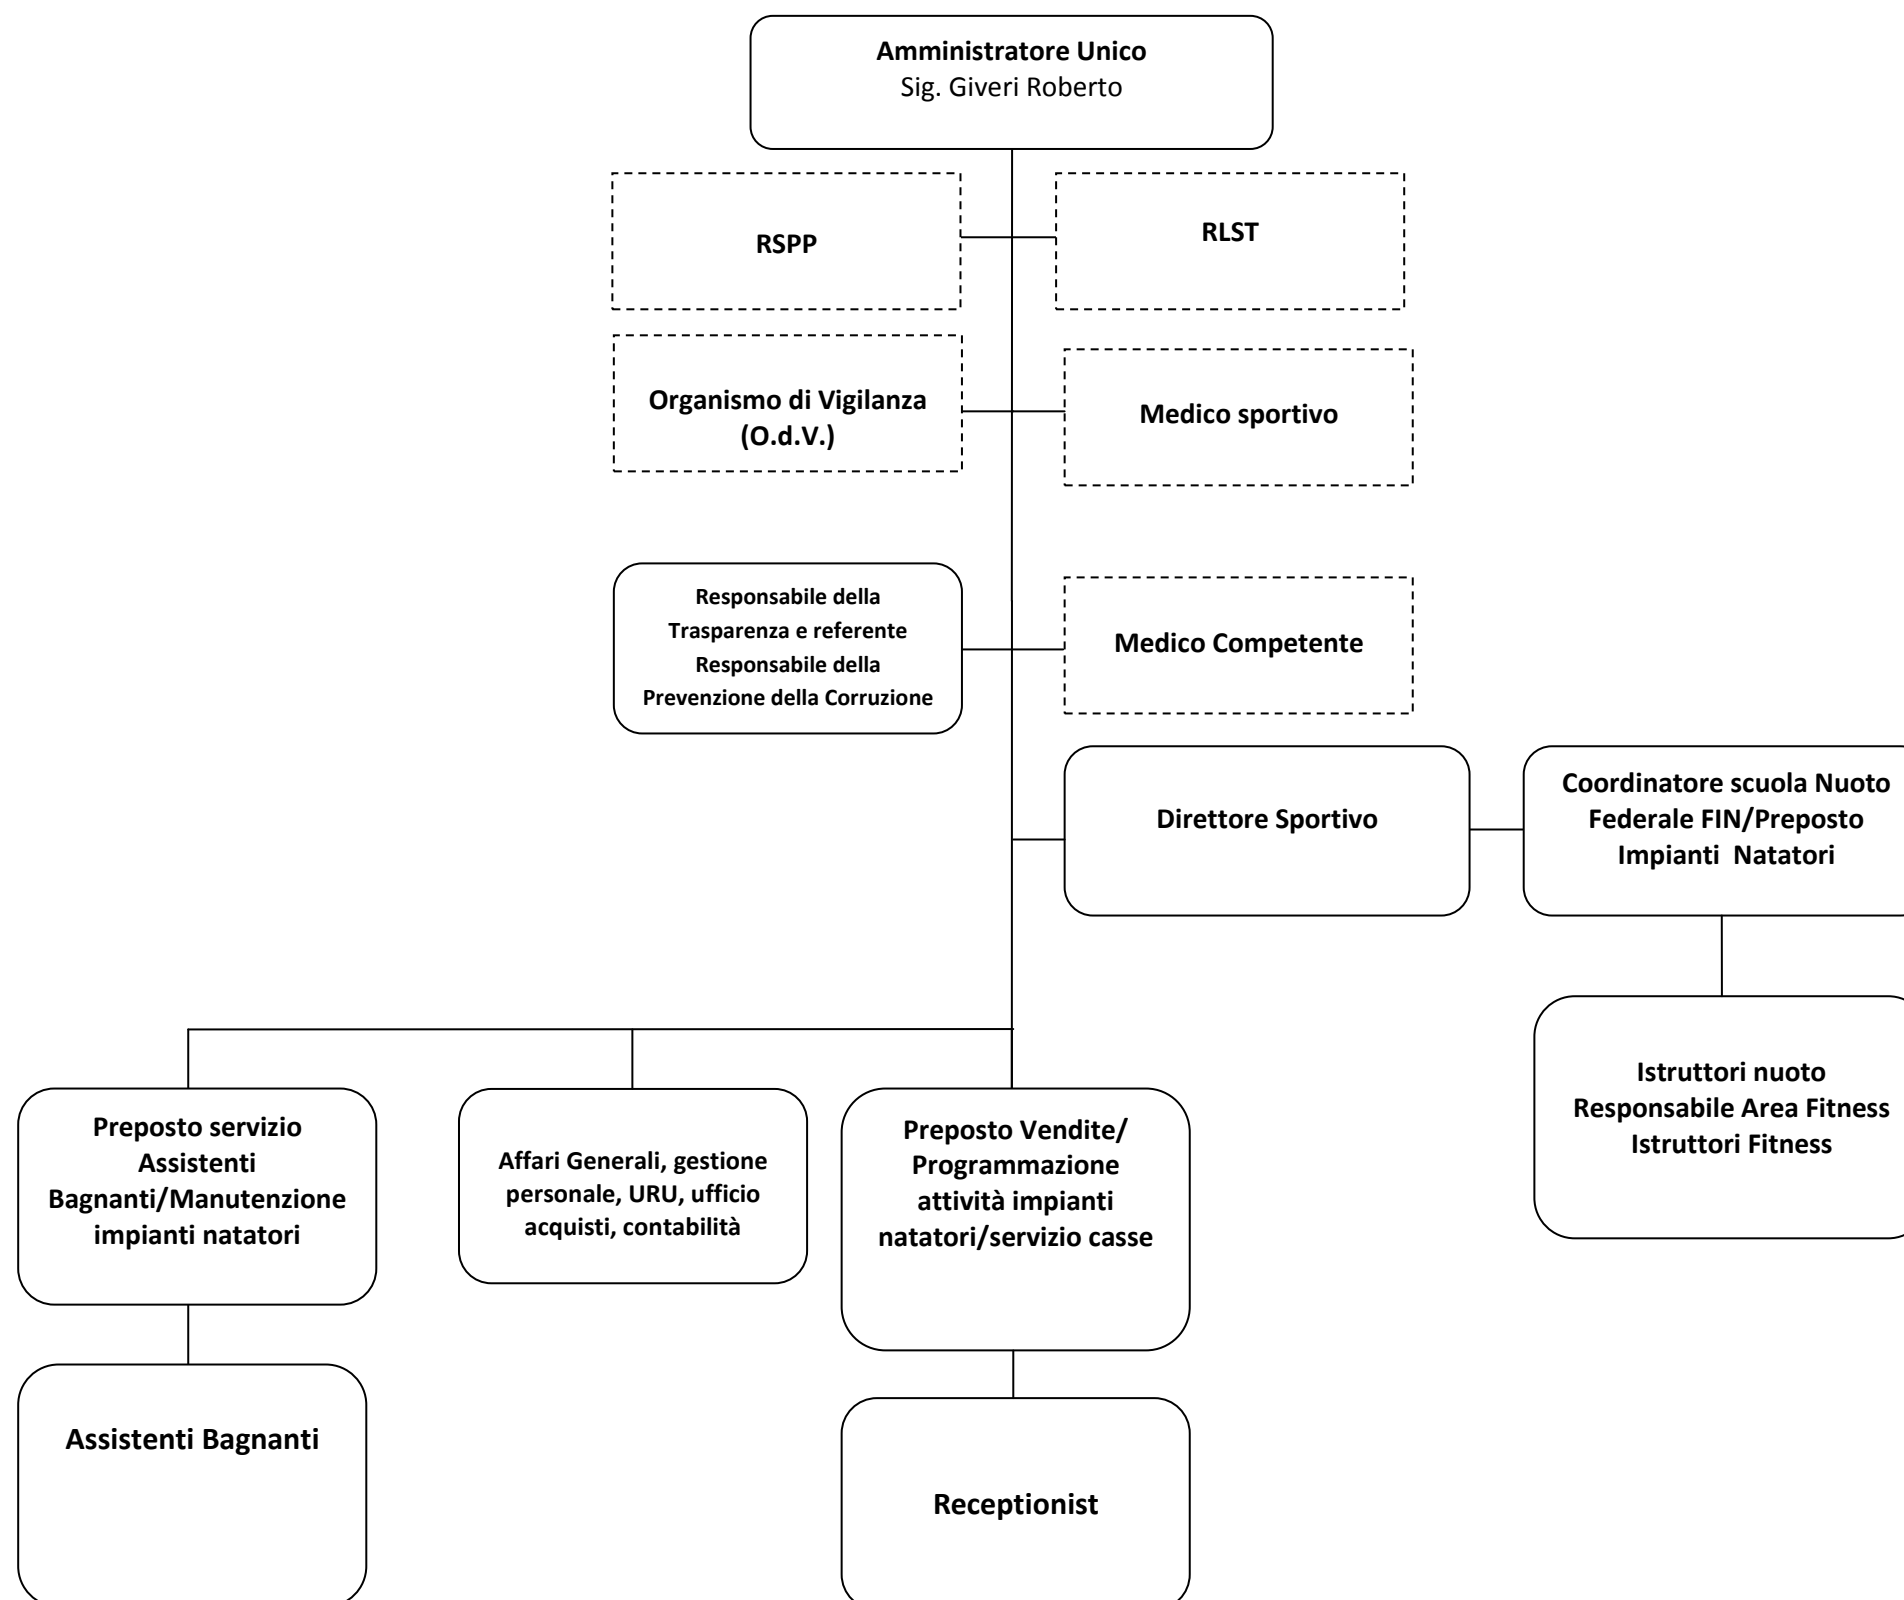 Amministratore Unico
Sig. Giveri Roberto
RSPP
RLST
Organismo di Vigilanza
(O.d.V.)
Medico sportivo
Responsabile della
Trasparenza e referente
Responsabile della
Prevenzione della Corruzione
Medico Competente
Direttore Sportivo
Coordinatore scuola Nuoto
Federale FIN/Preposto
Impianti  Natatori
Istruttori nuoto
Responsabile Area Fitness
Istruttori Fitness
Preposto servizio
Assistenti
Bagnanti/Manutenzione
impianti natatori
Affari Generali, gestione
personale, URU, ufficio
acquisti, contabilità
Preposto Vendite/
Programmazione
attività impianti
natatori/servizio casse
Assistenti Bagnanti
Receptionist